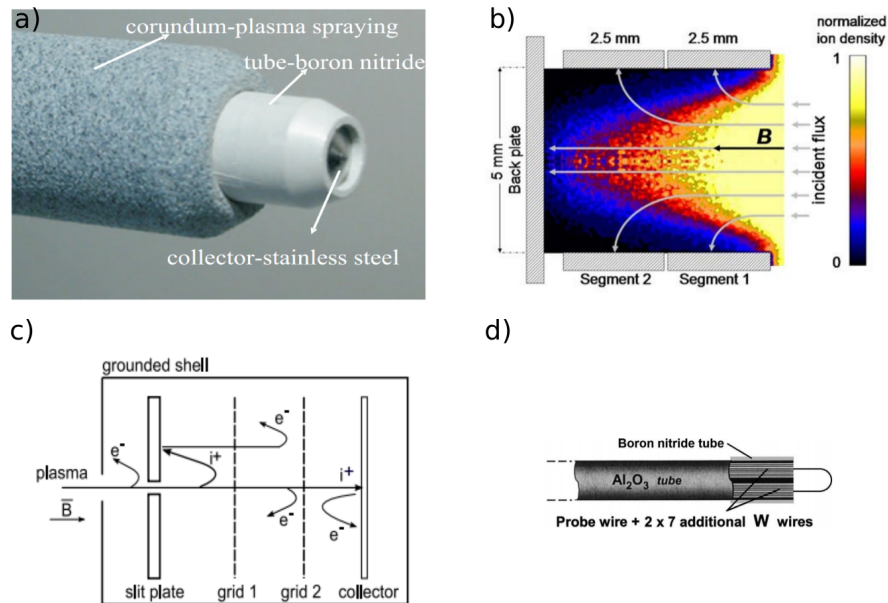 a)
corundum-plasma spraying
tube-boron nitride
collector-stainless steel
b)
normalized
ion density
2.5 mm
2.5 mm
1
B
5 mm
Back plate
incident flux
0
Segment 2
Segment 1
c)
grounded shell
e-
e-
i+
i+
plasma
B
e-
e-
slit plate
grid 1
grid 2
collector
d)
Boron nitride tube
Al2O3 tube
Probe wire + 2 x 7 additional W wires